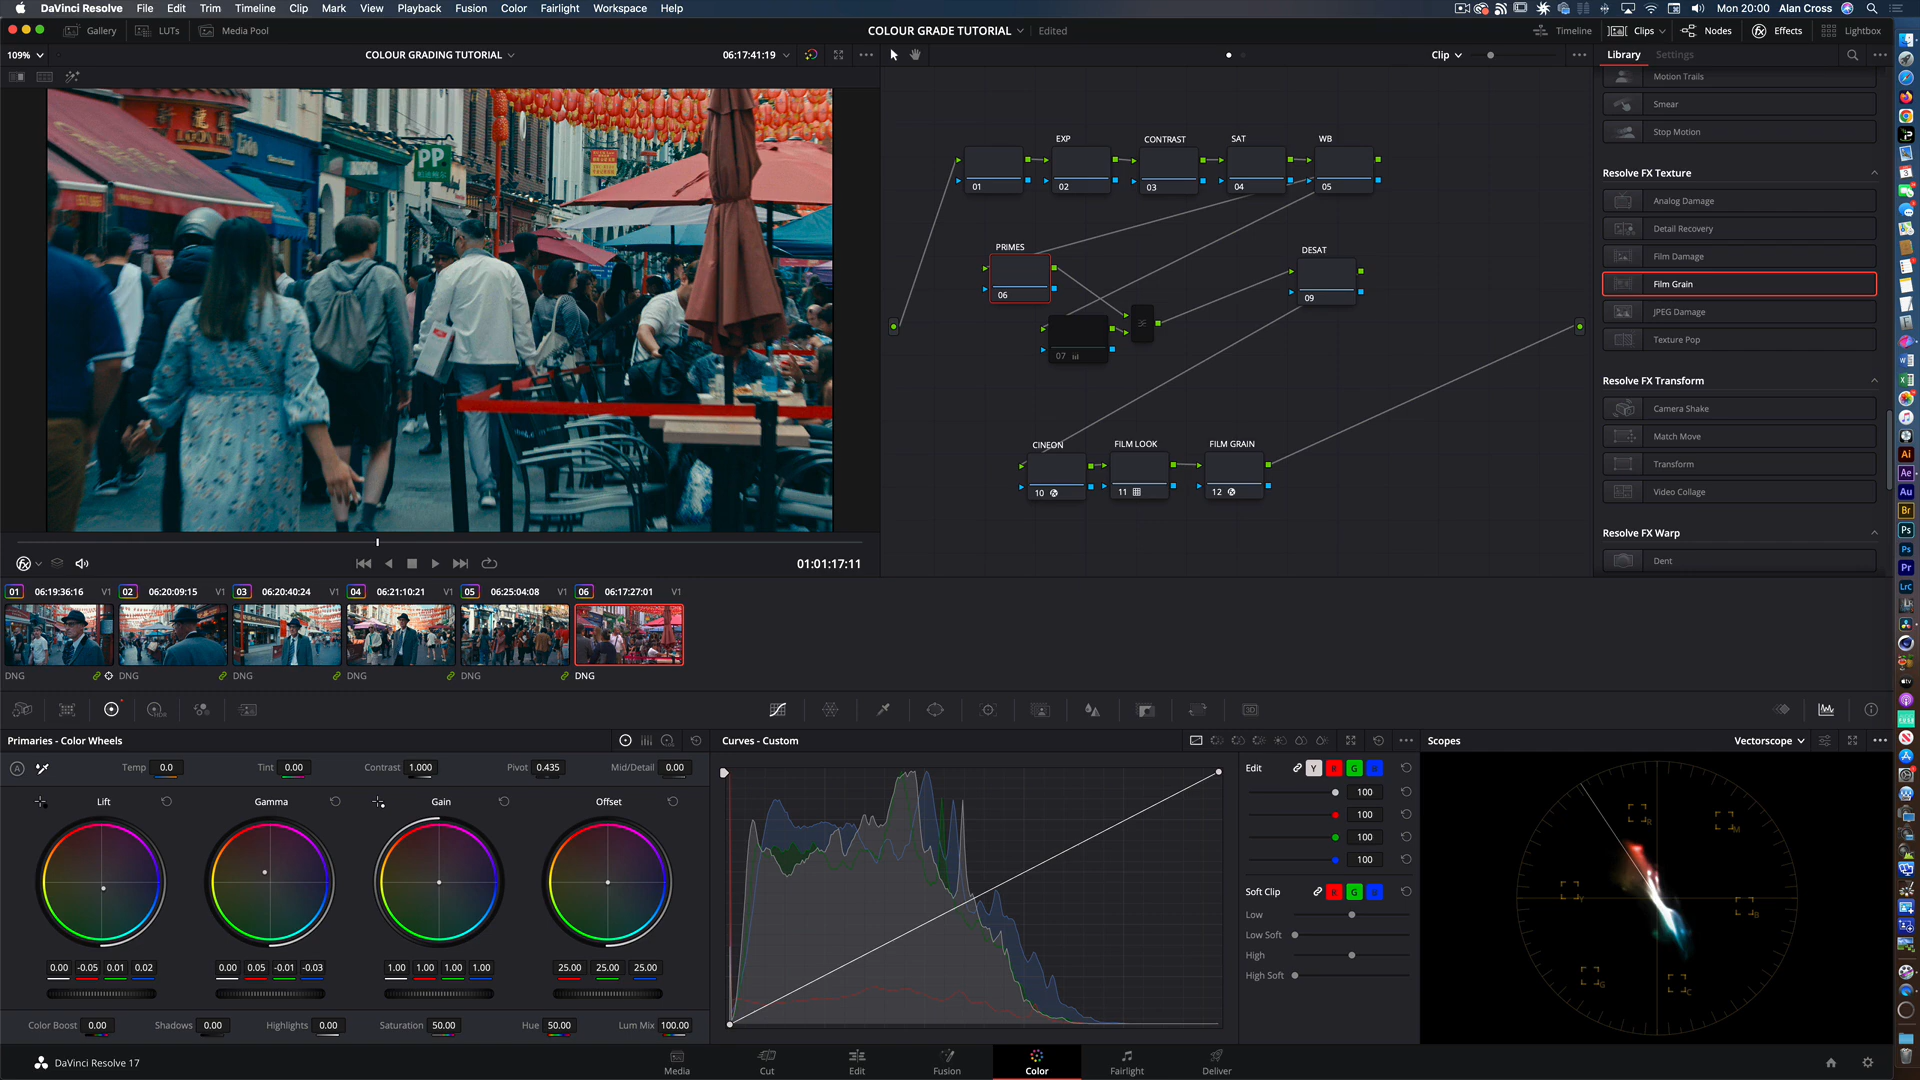 DaVinci Resolve File Edit Trim Timeline Clip Mark View Playback Fusion Color Fairlight Workspace Help Mon 20:00 Alan Cross
Gallery LUTs Media Pool COLOUR GRADE TUTORIAL Edited Timeline Clips Nodes Effects Lightbox
109% COLOUR GRADING TUTORIAL 06:17:41:19 Clip Library Settings
Motion Trails
Smear
Stop Motion
Resolve FX Texture
Analog Damage
Detail Recovery
Film Damage
Film Grain
JPEG Damage
Texture Pop
Resolve FX Transform
Camera Shake
Match Move
Transform
Video Collage
Resolve FX Warp
Dent
PP
EXP CONTRAST SAT WB
01 02 03 04 05
PRIMES DESAT
06 09
07
CINEON FILM LOOK FILM GRAIN
10 11 12
01:01:17:11
01 06:19:36:16 V1 02 06:20:09:15 V1 03 06:20:40:24 V1 04 06:21:10:21 V1 05 06:25:04:08 V1 06 06:17:27:01 V1
DNG DNG DNG DNG DNG DNG
HDR 3D
Primaries - Color Wheels Curves - Custom Scopes Vectorscope
A Temp 0.0 Tint 0.00 Contrast 1.000 Pivot 0.435 Mid/Detail 0.00
Lift Gamma Gain Offset
0.00 -0.05 0.01 0.02 0.00 0.05 -0.01 -0.03 1.00 1.00 1.00 1.00 25.00 25.00 25.00
Color Boost 0.00 Shadows 0.00 Highlights 0.00 Saturation 50.00 Hue 50.00 Lum Mix 100.00
Edit Y R G B
100
100
100
100
Soft Clip R G B
Low
Low Soft
High
High Soft
R M
Y B
G C
DaVinci Resolve 17 Media Cut Edit Fusion Color Fairlight Deliver
Ai
Ae
Au
Br
Ps
Ps
Pr
LrC